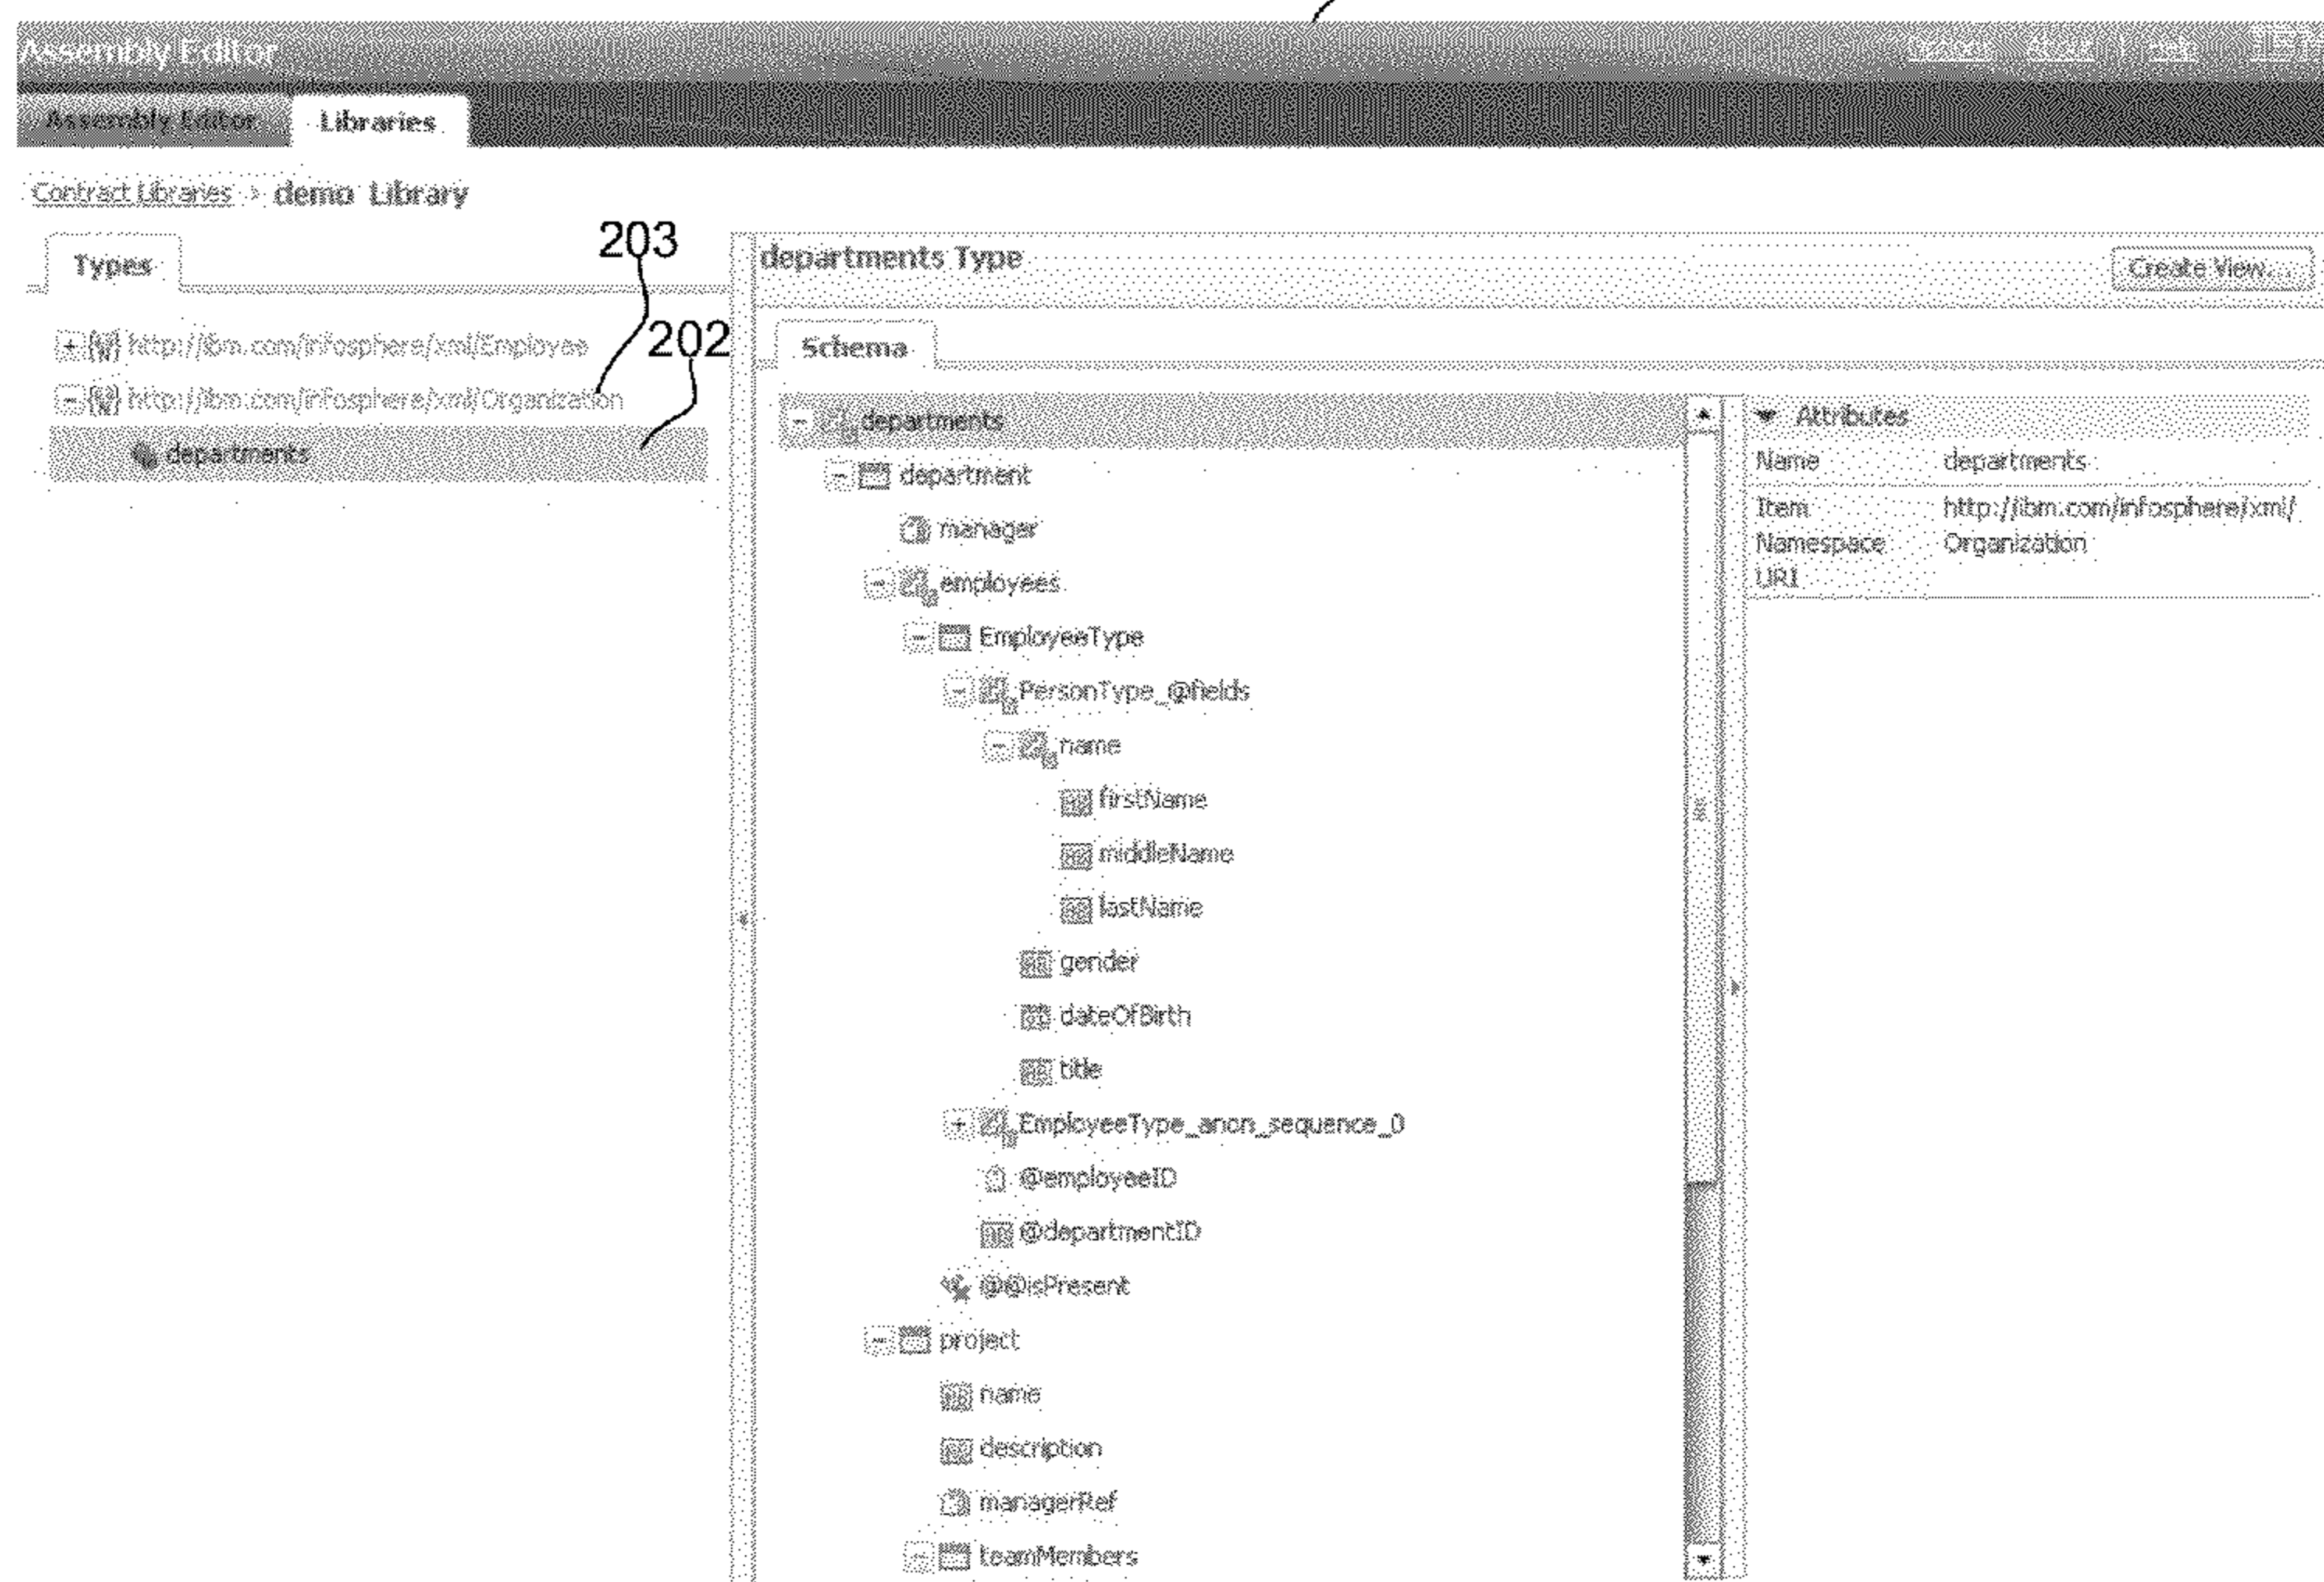 Assembly Editor
About | Help
Assembly Editor Libraries
Contract Libraries > demo Library
203
Types
departments Type
Create View...
202
http://ibm.com/infosphere/xml/Employee
Schema
http://ibm.com/infosphere/xml/Organization
departments
departments
Attributes
Name departments
department
Item http://ibm.com/infosphere/xml/
Namespace Organization
URI
manager
employees
EmployeeType
PersonType_@fields
name
firstName
middleName
lastName
gender
dateOfBirth
title
EmployeeType_anon_sequence_0
@employeeID
@departmentID
@@isPresent
project
name
description
managerRef
teamMembers